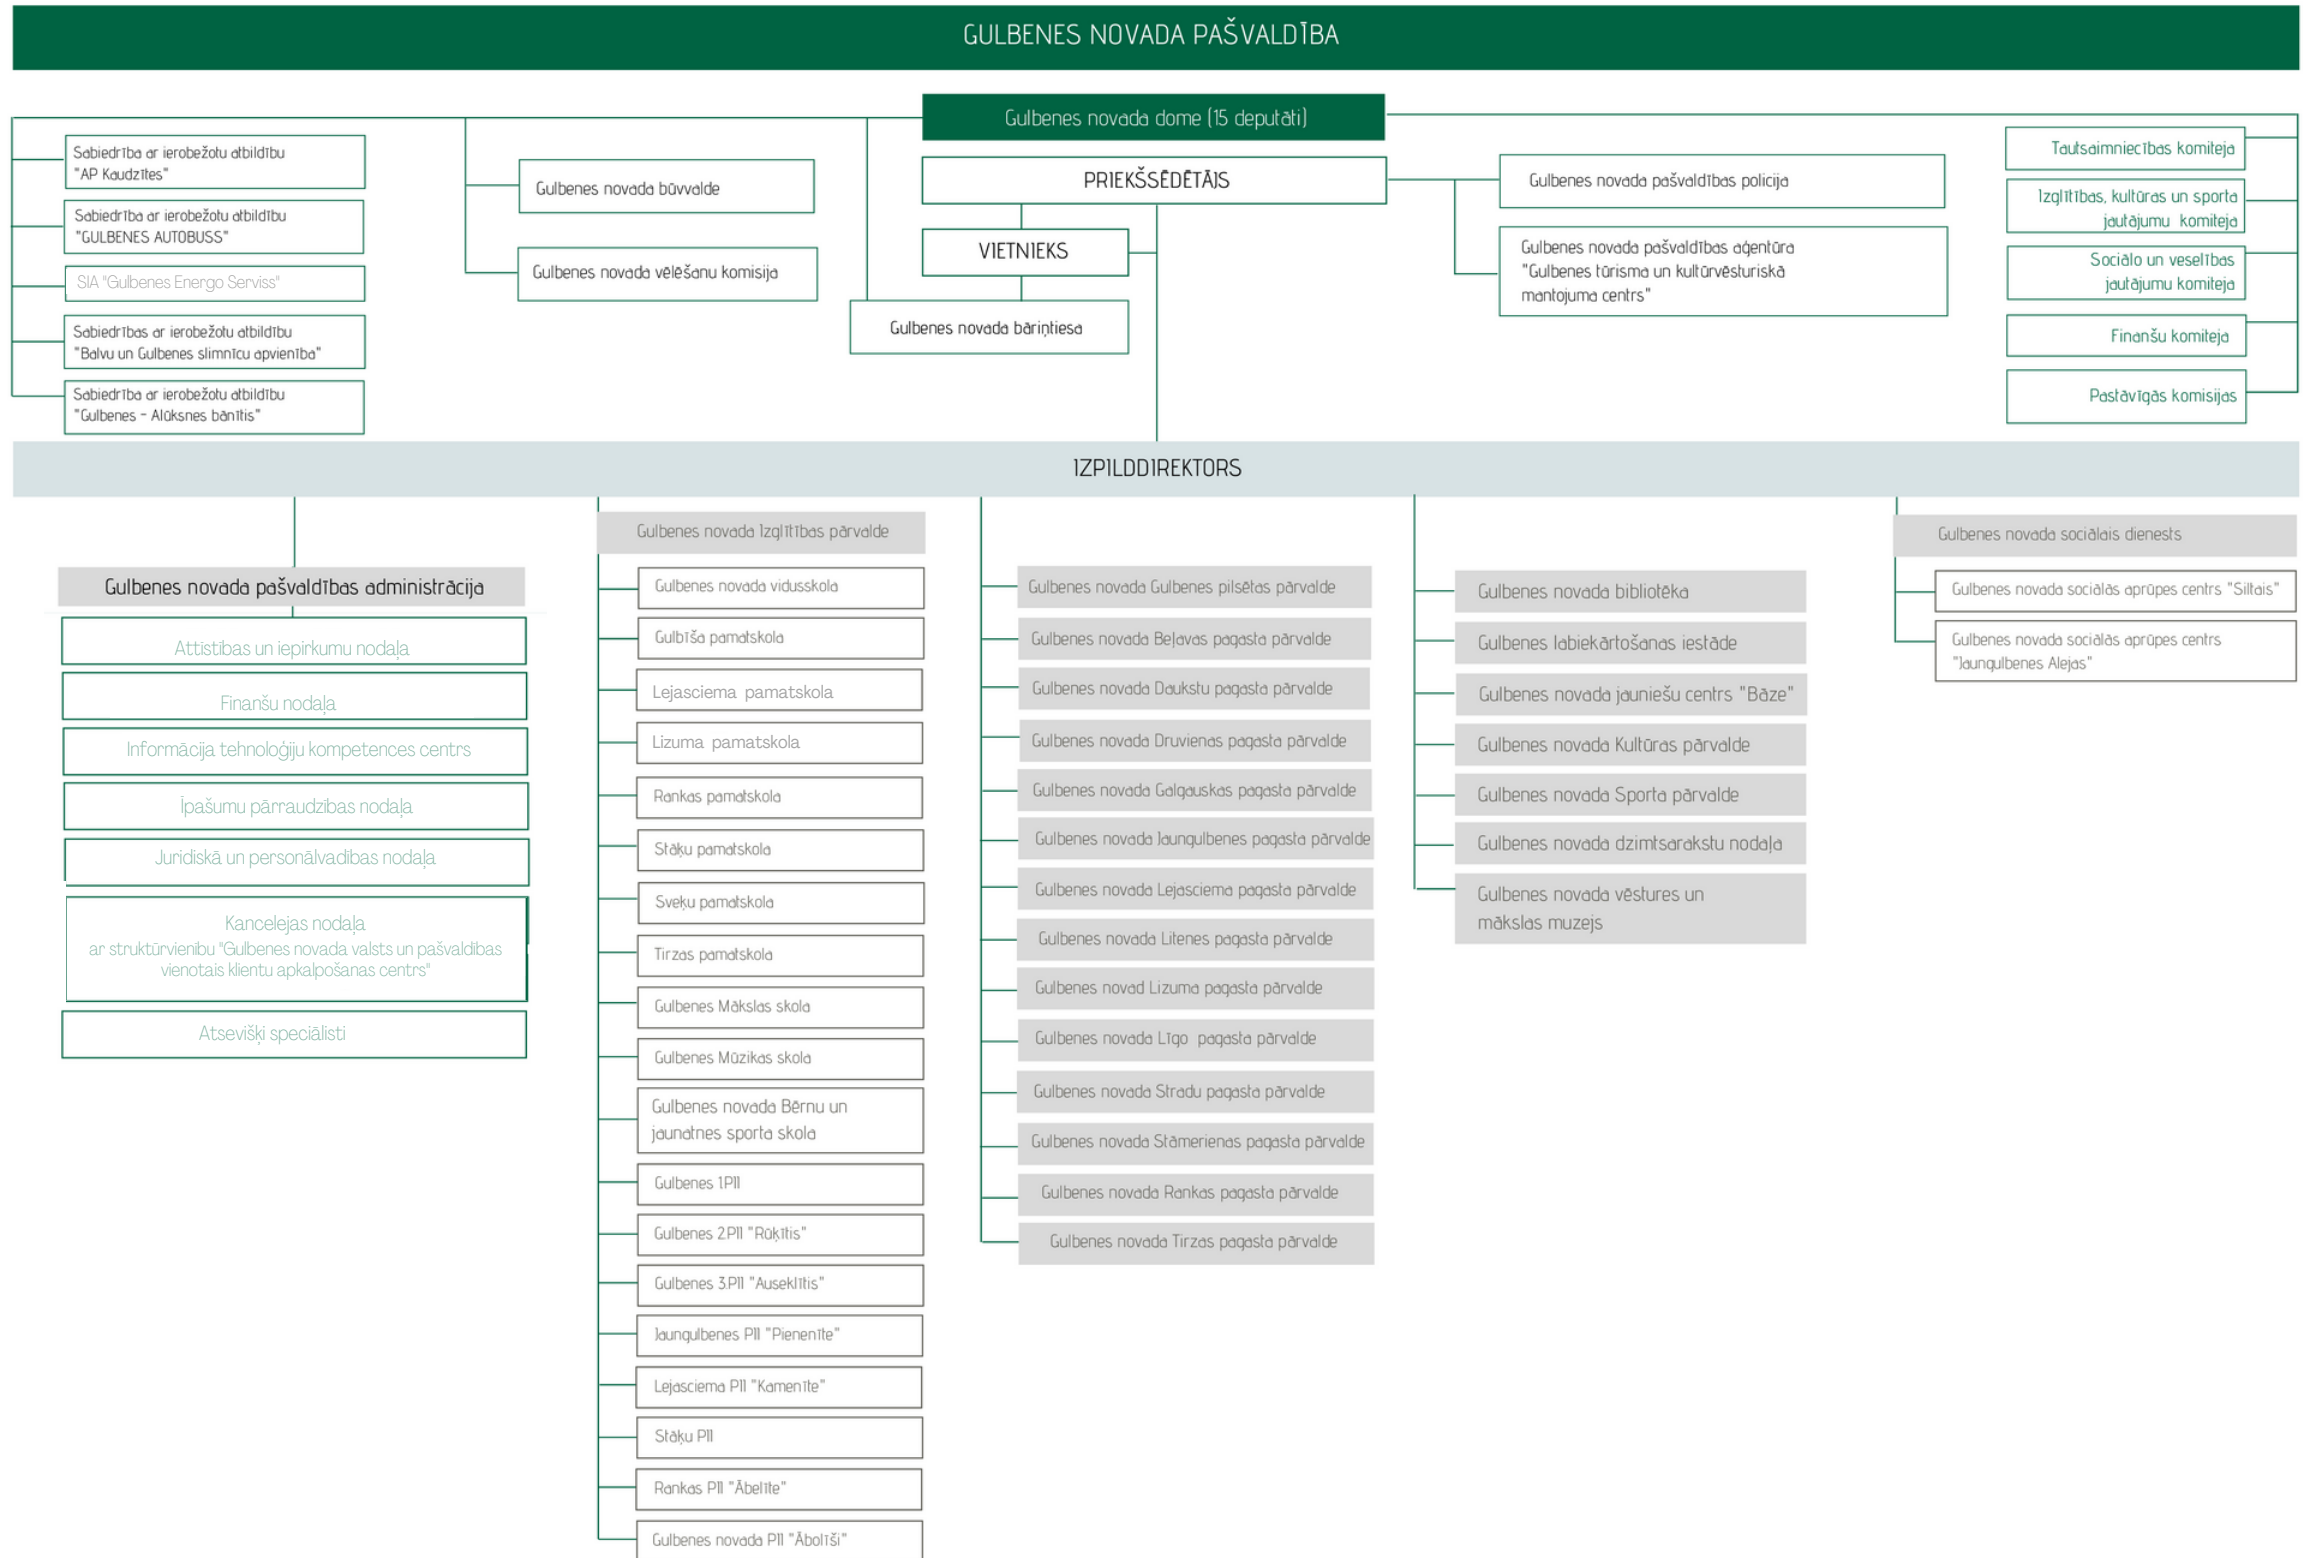 GULBENES NOVADA PAŠVALDĪBA
Gulbenes novada dome (15 deputāti)
Sabiedrība ar ierobežotu atbildību
"AP Kaudzītes"
Sabiedrība ar ierobežotu atbildību
"GULBENES AUTOBUSS"
SIA "Gulbenes Energo Serviss"
Sabiedrības ar ierobežotu atbildību
"Balvu un Gulbenes slimnīcu apvienība"
Sabiedrība ar ierobežotu atbildību
"Gulbenes - Alūksnes bānītis"
Gulbenes novada būvvalde
Gulbenes novada vēlēšanu komisija
PRIEKŠSĒDĒTĀJS
VIETNIEKS
Gulbenes novada bāriņtiesa
Gulbenes novada pašvaldības policija
Gulbenes novada pašvaldības aģentūra
"Gulbenes tūrisma un kultūrvēsturiskā
mantojuma centrs"
Tautsaimniecības komiteja
Izglītības, kultūras un sporta
jautājumu komiteja
Sociālo un veselības
jautājumu komiteja
Finanšu komiteja
Pastāvīgās komisijas
IZPILDDIREKTORS
Gulbenes novada pašvaldības administrācija
Attīstības un iepirkumu nodaļa
Finanšu nodaļa
Informācija tehnoloģiju kompetences centrs
Īpašumu pārraudzības nodaļa
Juridiskā un personālvadības nodaļa
Kancelejas nodaļa
ar struktūrvienību "Gulbenes novada valsts un pašvaldības
vienotais klientu apkalpošanas centrs"
Atsevišķi speciālisti
Gulbenes novada Izglītības pārvalde
Gulbenes novada vidusskola
Gulbīša pamatskola
Lejasciema pamatskola
Lizuma pamatskola
Rankas pamatskola
Stāķu pamatskola
Sveķu pamatskola
Tirzas pamatskola
Gulbenes Mākslas skola
Gulbenes Mūzikas skola
Gulbenes novada Bērnu un
jaunatnes sporta skola
Gulbenes 1.PII
Gulbenes 2.PII "Rūķītis"
Gulbenes 3.PII "Auseklītis"
Jaungulbenes PII "Pienenīte"
Lejasciema PII "Kamenīte"
Stāķu PII
Rankas PII "Ābelīte"
Gulbenes novada PII "Ābolīši"
Gulbenes novada Gulbenes pilsētas pārvalde
Gulbenes novada Beļavas pagasta pārvalde
Gulbenes novada Daukstu pagasta pārvalde
Gulbenes novada Druvienas pagasta pārvalde
Gulbenes novada Galgauskas pagasta pārvalde
Gulbenes novada Jaungulbenes pagasta pārvalde
Gulbenes novada Lejasciema pagasta pārvalde
Gulbenes novada Litenes pagasta pārvalde
Gulbenes novad Lizuma pagasta pārvalde
Gulbenes novada Līgo pagasta pārvalde
Gulbenes novada Stradu pagasta pārvalde
Gulbenes novada Stāmerienas pagasta pārvalde
Gulbenes novada Rankas pagasta pārvalde
Gulbenes novada Tirzas pagasta pārvalde
Gulbenes novada bibliotēka
Gulbenes labiekārtošanas iestāde
Gulbenes novada jauniešu centrs "Bāze"
Gulbenes novada Kultūras pārvalde
Gulbenes novada Sporta pārvalde
Gulbenes novada dzimtsarakstu nodaļa
Gulbenes novada vēstures un
mākslas muzejs
Gulbenes novada sociālais dienests
Gulbenes novada sociālās aprūpes centrs "Siltais"
Gulbenes novada sociālās aprūpes centrs
"Jaungulbenes Alejas"